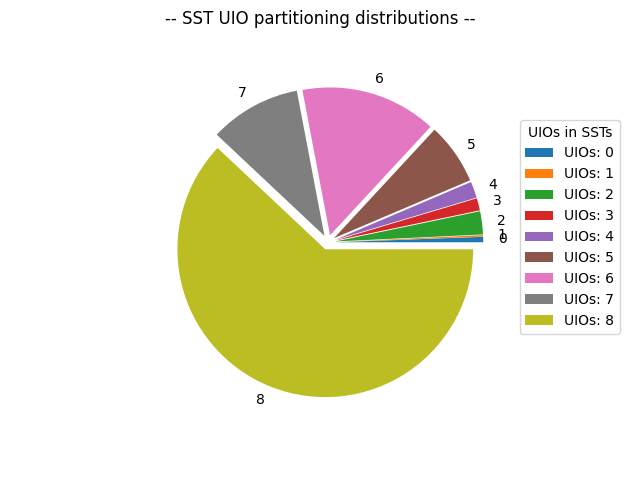 -- SST UIO partitioning distributions --
7
6
5
4
3
2
1
0
8
UIOs in SSTs
UIOs: 0
UIOs: 1
UIOs: 2
UIOs: 3
UIOs: 4
UIOs: 5
UIOs: 6
UIOs: 7
UIOs: 8